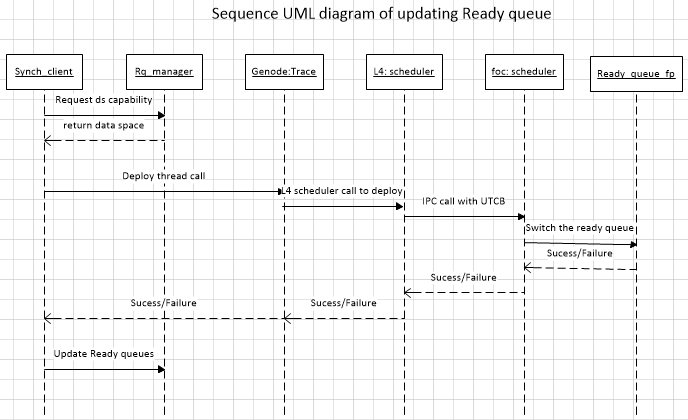 Sequence UML diagram of updating Ready queue
Synch_client
Rq_manager
Genode:Trace
L4: scheduler
foc: scheduler
Ready_queue_fp
Request ds capability
return data space
Deploy thread call
L4 scheduler call to deploy
IPC call with UTCB
Switch the ready queue
Sucess/Failure
Sucess/Failure
Sucess/Failure
Sucess/Failure
Update Ready queues